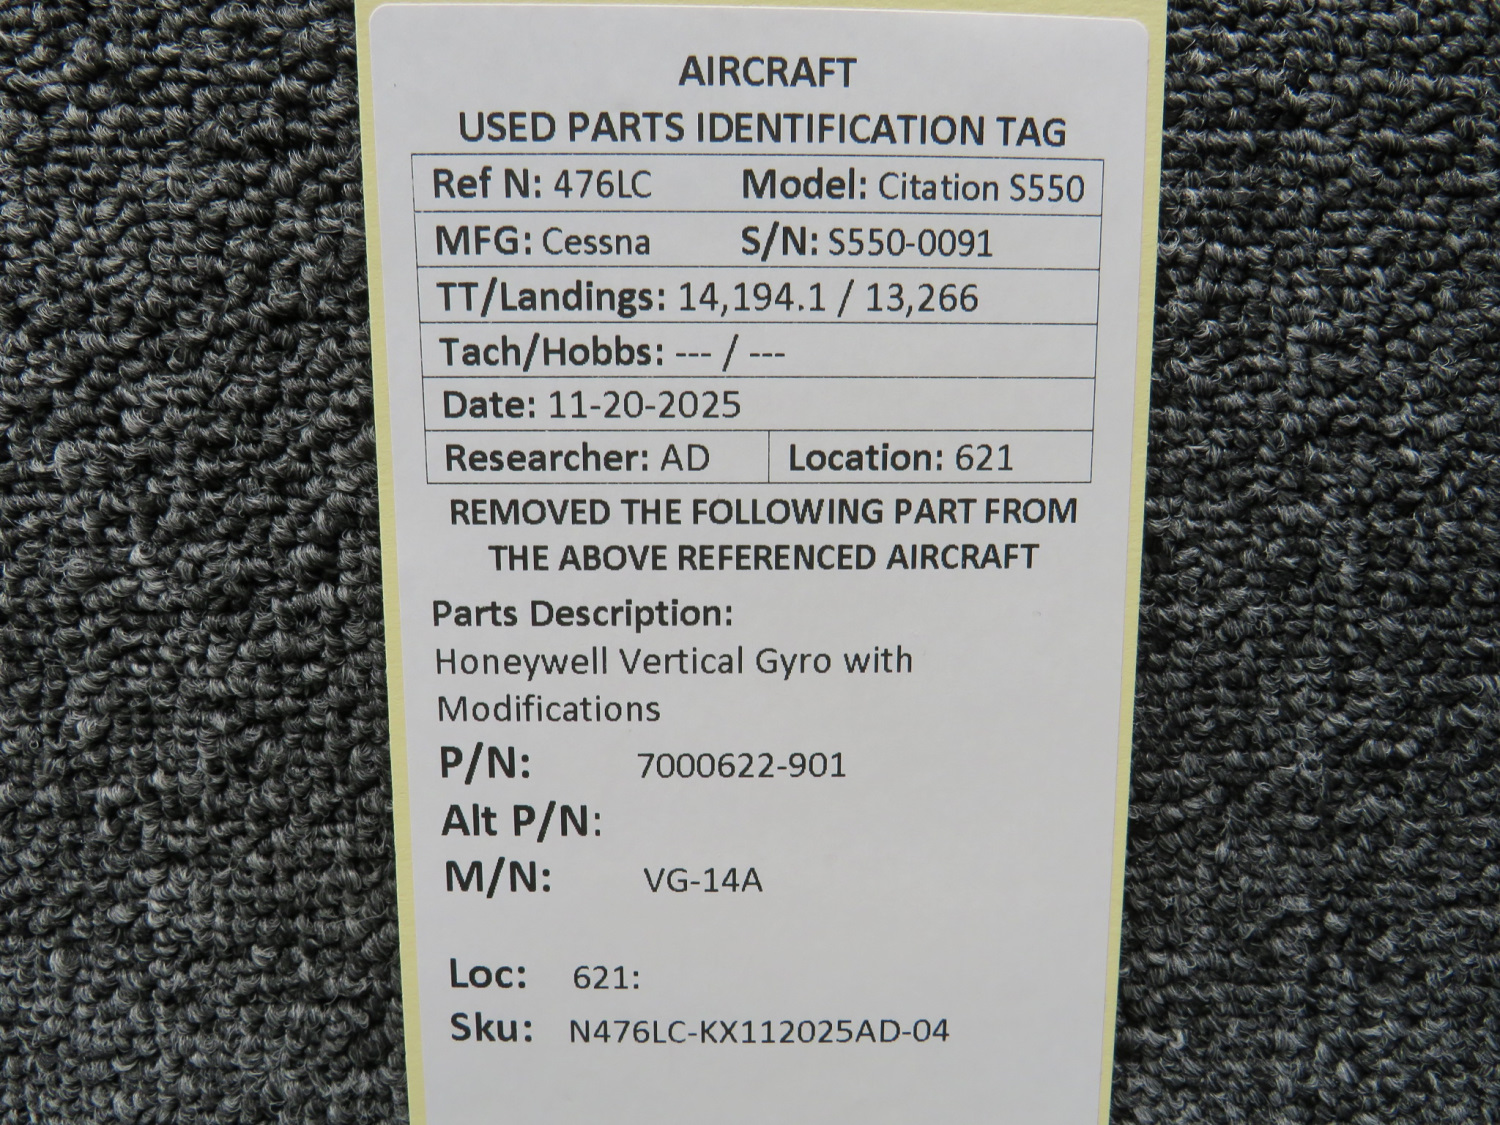 AIRCRAFT
USED PARTS IDENTIFICATION TAG
Ref N: 476LC Model: Citation S550
MFG: Cessna S/N: S550-0091
TT/Landings: 14,194.1 / 13,266
Tach/Hobbs: --- / ---
Date: 11-20-2025
Researcher: AD Location: 621
REMOVED THE FOLLOWING PART FROM
THE ABOVE REFERENCED AIRCRAFT
Parts Description:
Honeywell Vertical Gyro with
Modifications
P/N: 7000622-901
Alt P/N:
M/N: VG-14A
Loc: 621:
Sku: N476LC-KX112025AD-04